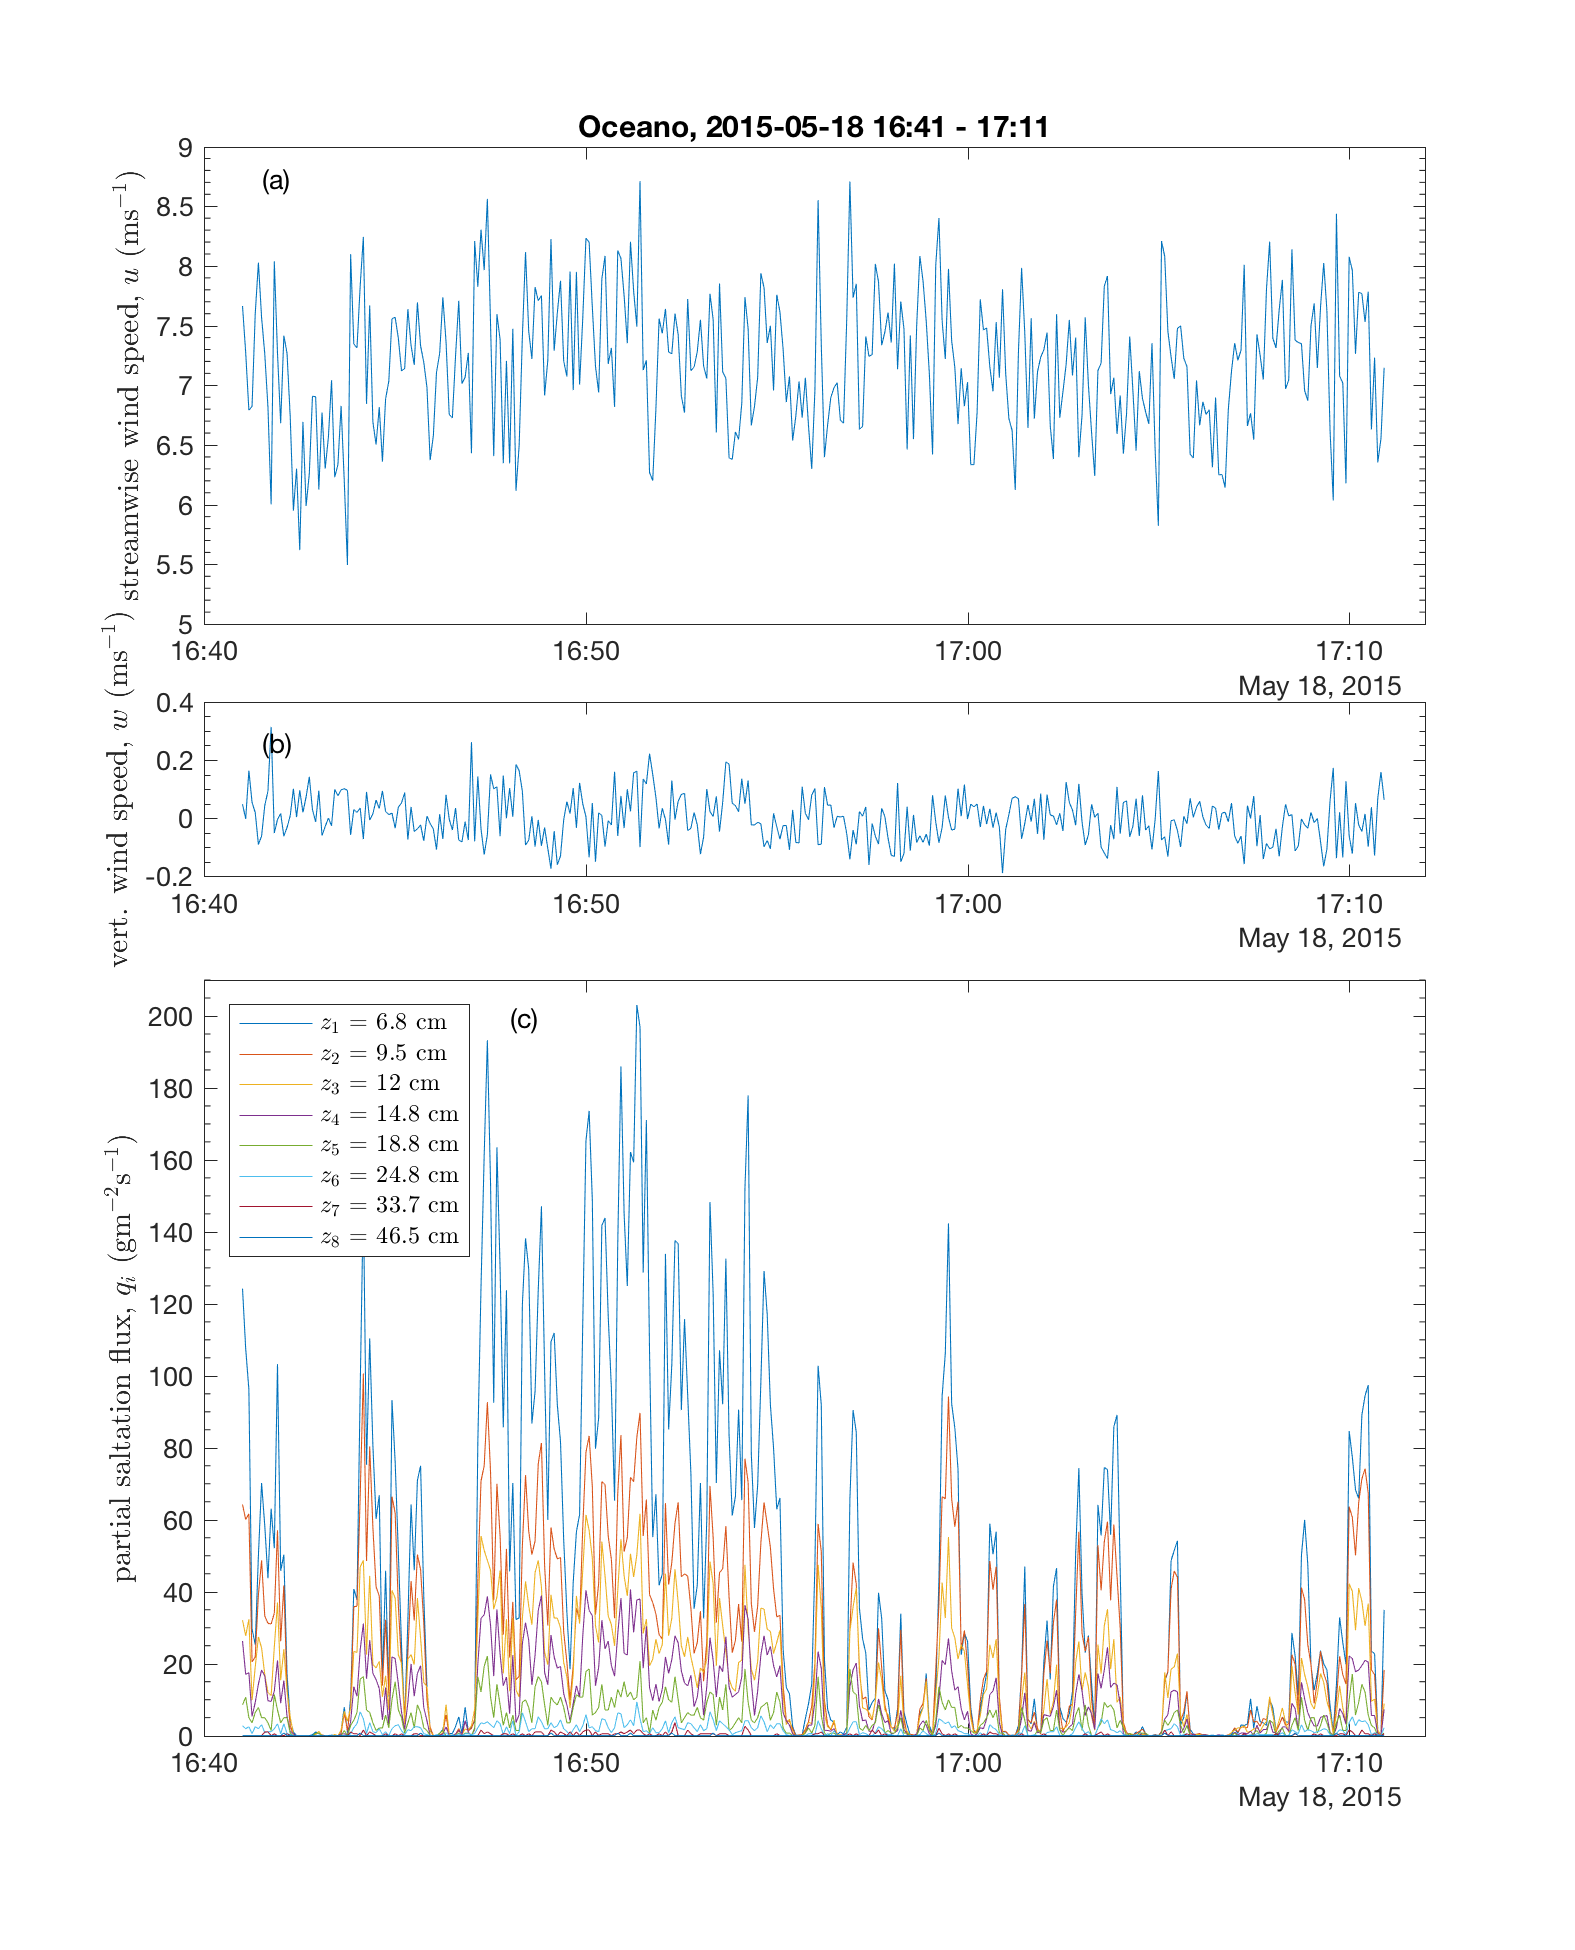 Oceano, 2015-05-18 16:41 - 17:11
(a)
streamwise wind speed, u (ms⁻¹)
9
8.5
8
7.5
7
6.5
6
5.5
5
16:40 16:50 17:00 17:10
May 18, 2015
(b)
vert. wind speed, w (ms⁻¹)
0.4
0.2
0
-0.2
16:40 16:50 17:00 17:10
May 18, 2015
(c)
partial saltation flux, qᵢ (gm⁻²s⁻¹)
200
180
160
140
120
100
80
60
40
20
0
z₁ = 6.8 cm
z₂ = 9.5 cm
z₃ = 12 cm
z₄ = 14.8 cm
z₅ = 18.8 cm
z₆ = 24.8 cm
z₇ = 33.7 cm
z₈ = 46.5 cm
16:40 16:50 17:00 17:10
May 18, 2015